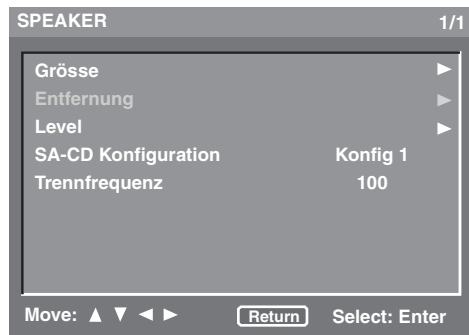 SPEAKER 1/1
Grösse
Entfernung
Level
SA-CD Konfiguration Konfig 1
Trennfrequenz 100
Move: ▲ ▼ ◄ ► Return Select: Enter